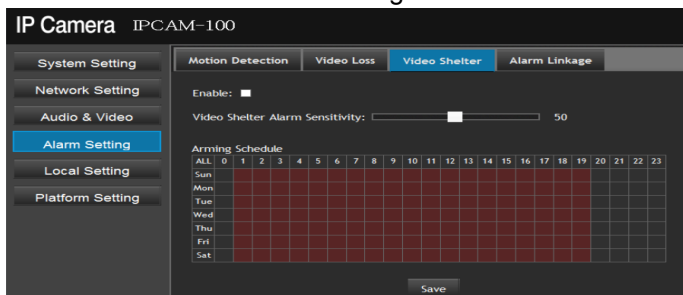 IP Camera IPCAM-100
System Setting
Network Setting
Audio & Video
Alarm Setting
Local Setting
Platform Setting
Motion Detection Video Loss Video Shelter Alarm Linkage
Enable:
Video Shelter Alarm Sensitivity: 50
Arming Schedule
ALL 0 1 2 3 4 5 6 7 8 9 10 11 12 13 14 15 16 17 18 19 20 21 22 23
Sun
Mon
Tue
Wed
Thu
Fri
Sat
Save